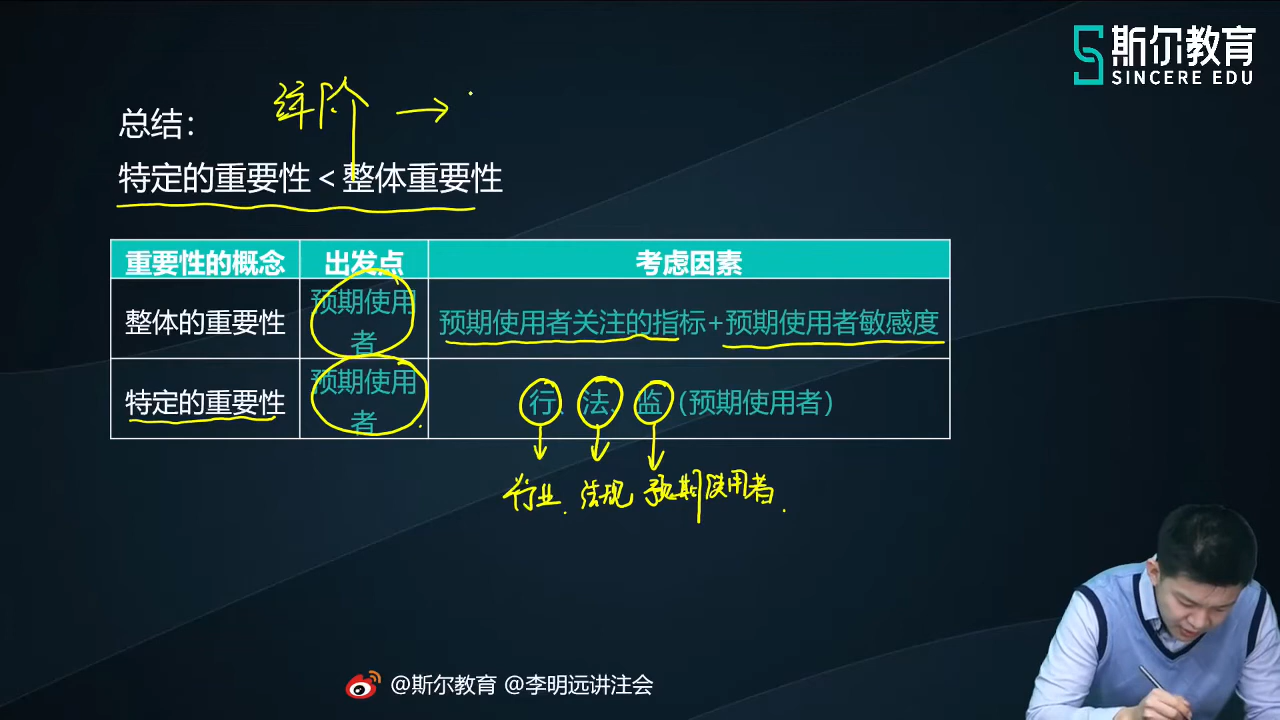 斯尔教育
SINCERE EDU
总结：
特定的重要性＜整体重要性
重要性的概念 出发点 考虑因素
整体的重要性 预期使用者 预期使用者关注的指标+预期使用者敏感度
特定的重要性 预期使用者 行、法、监（预期使用者）
行业. 法规 预期使用者.
@斯尔教育 @李明远讲注会